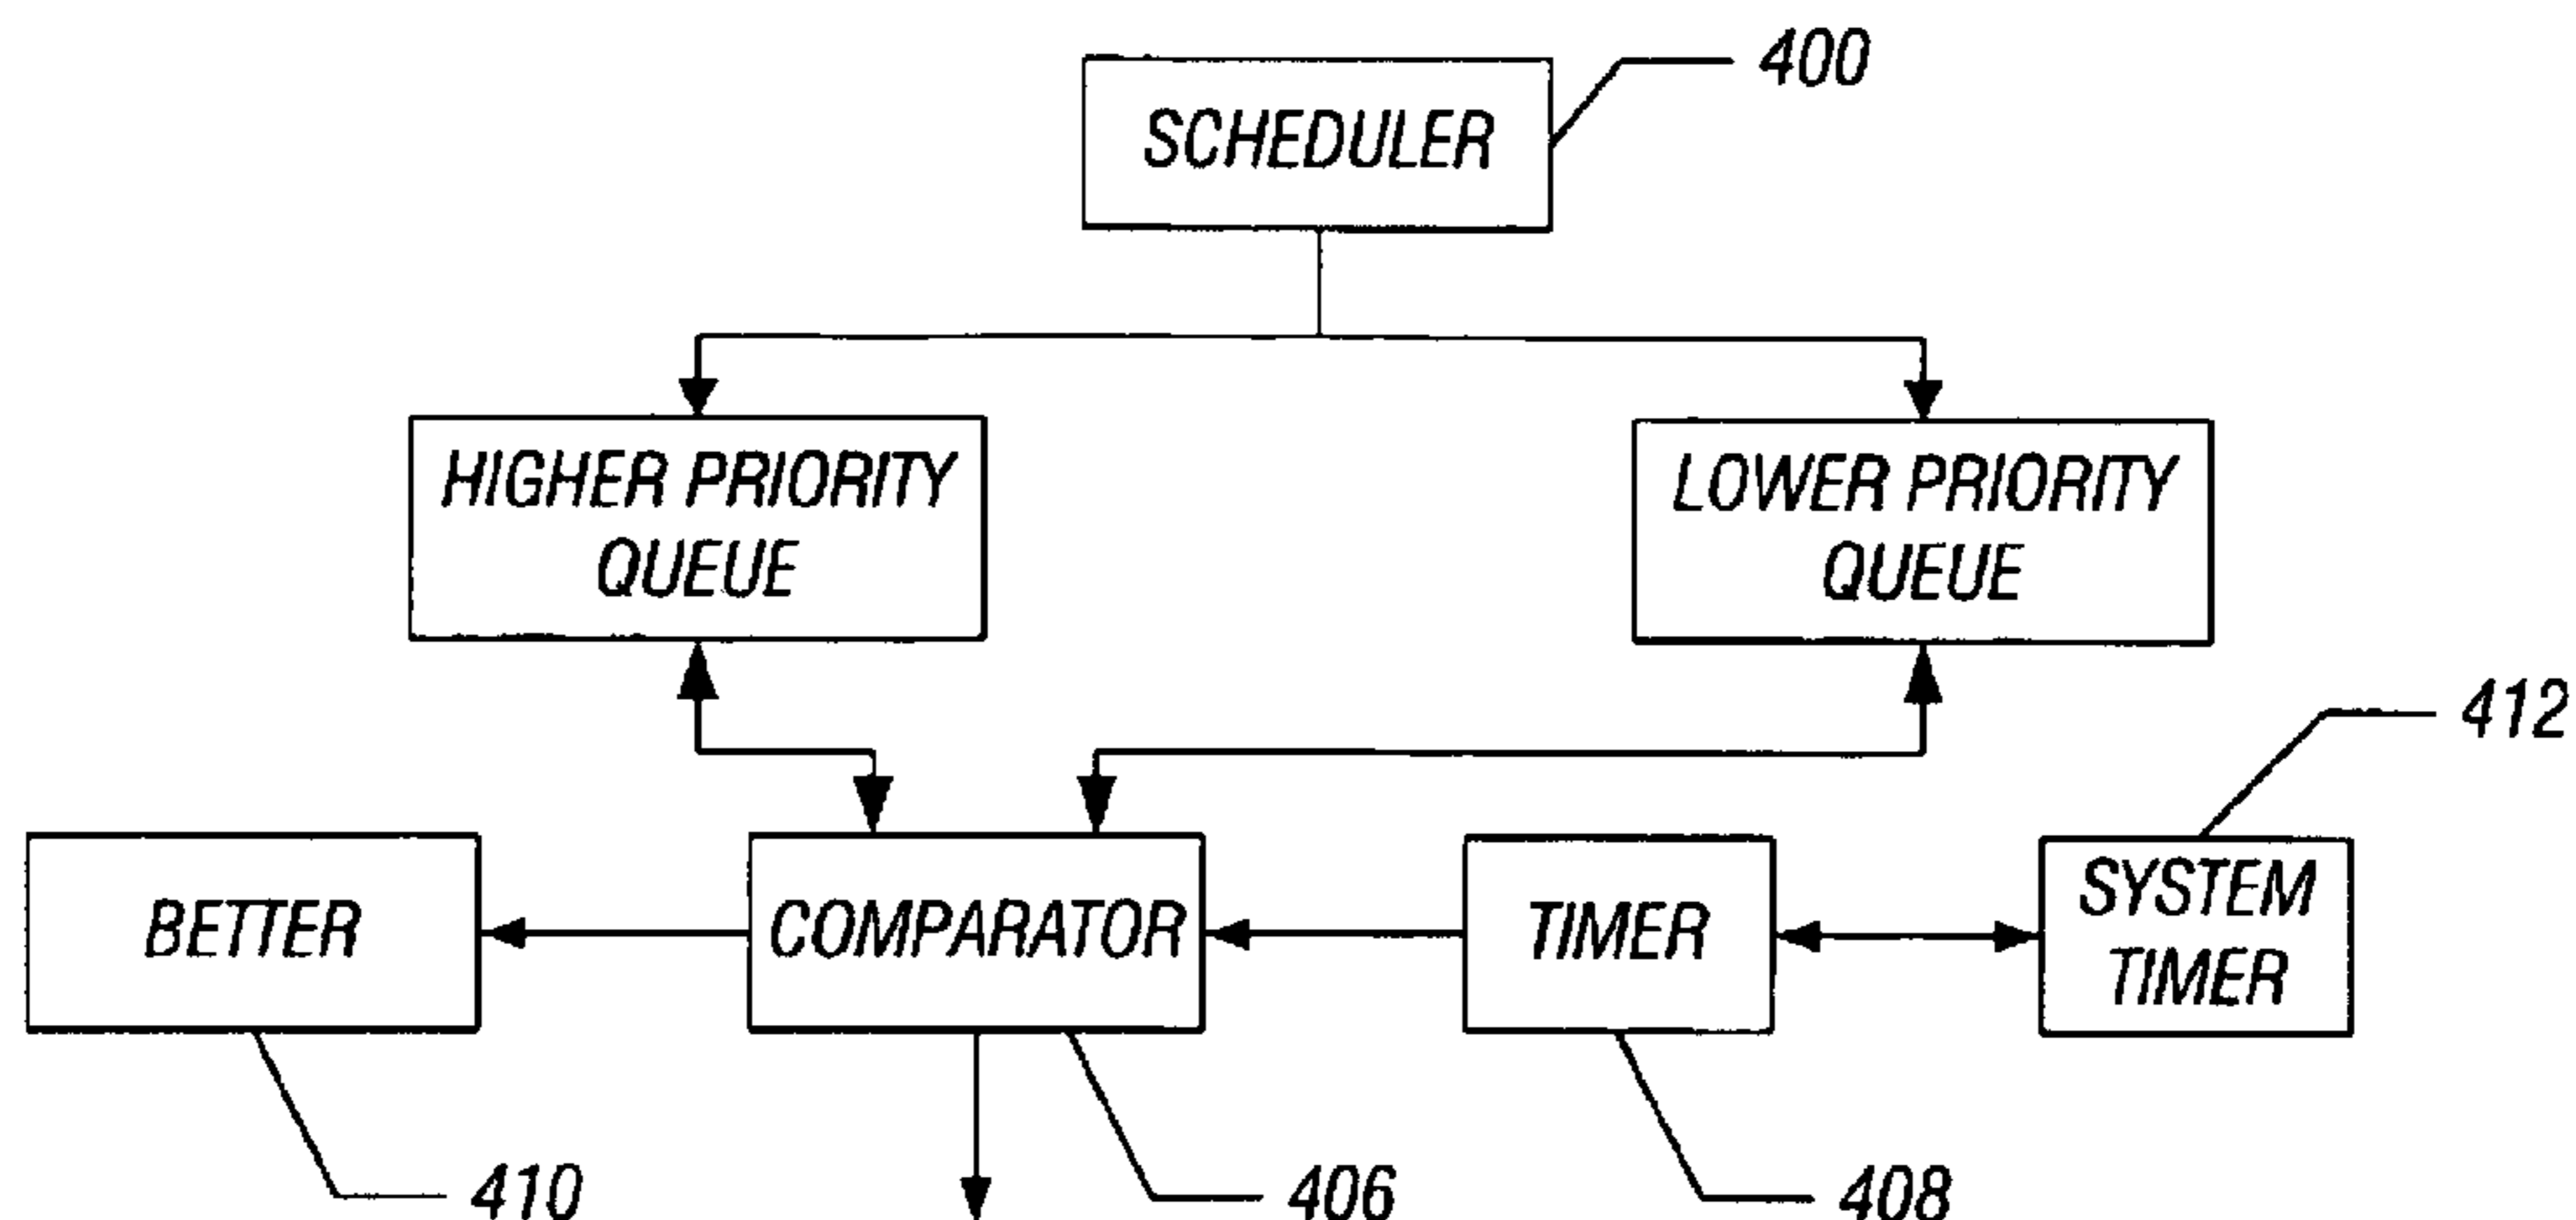 400
SCHEDULER
HIGHER PRIORITY
QUEUE
LOWER PRIORITY
QUEUE
412
BETTER
COMPARATOR
TIMER
SYSTEM
TIMER
410
406
408